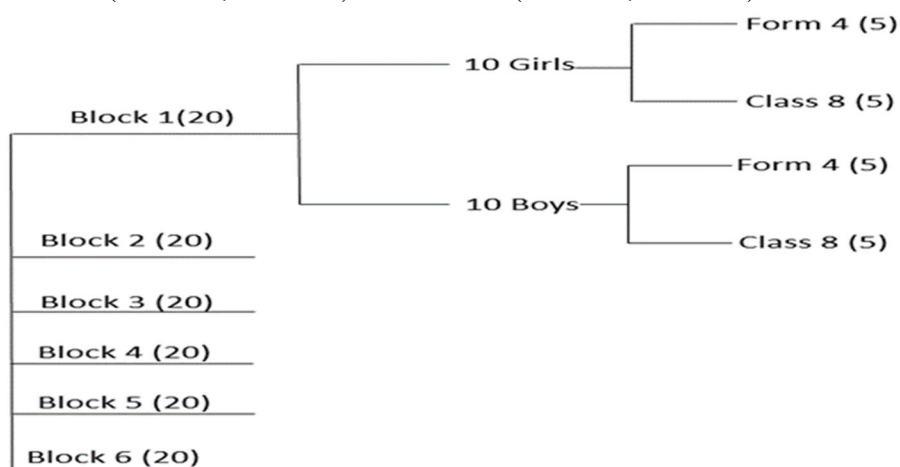 Form 4 (5)
10 Girls
Class 8 (5)
Block 1(20)
Form 4 (5)
10 Boys
Class 8 (5)
Block 2 (20)
Block 3 (20)
Block 4 (20)
Block 5 (20)
Block 6 (20)